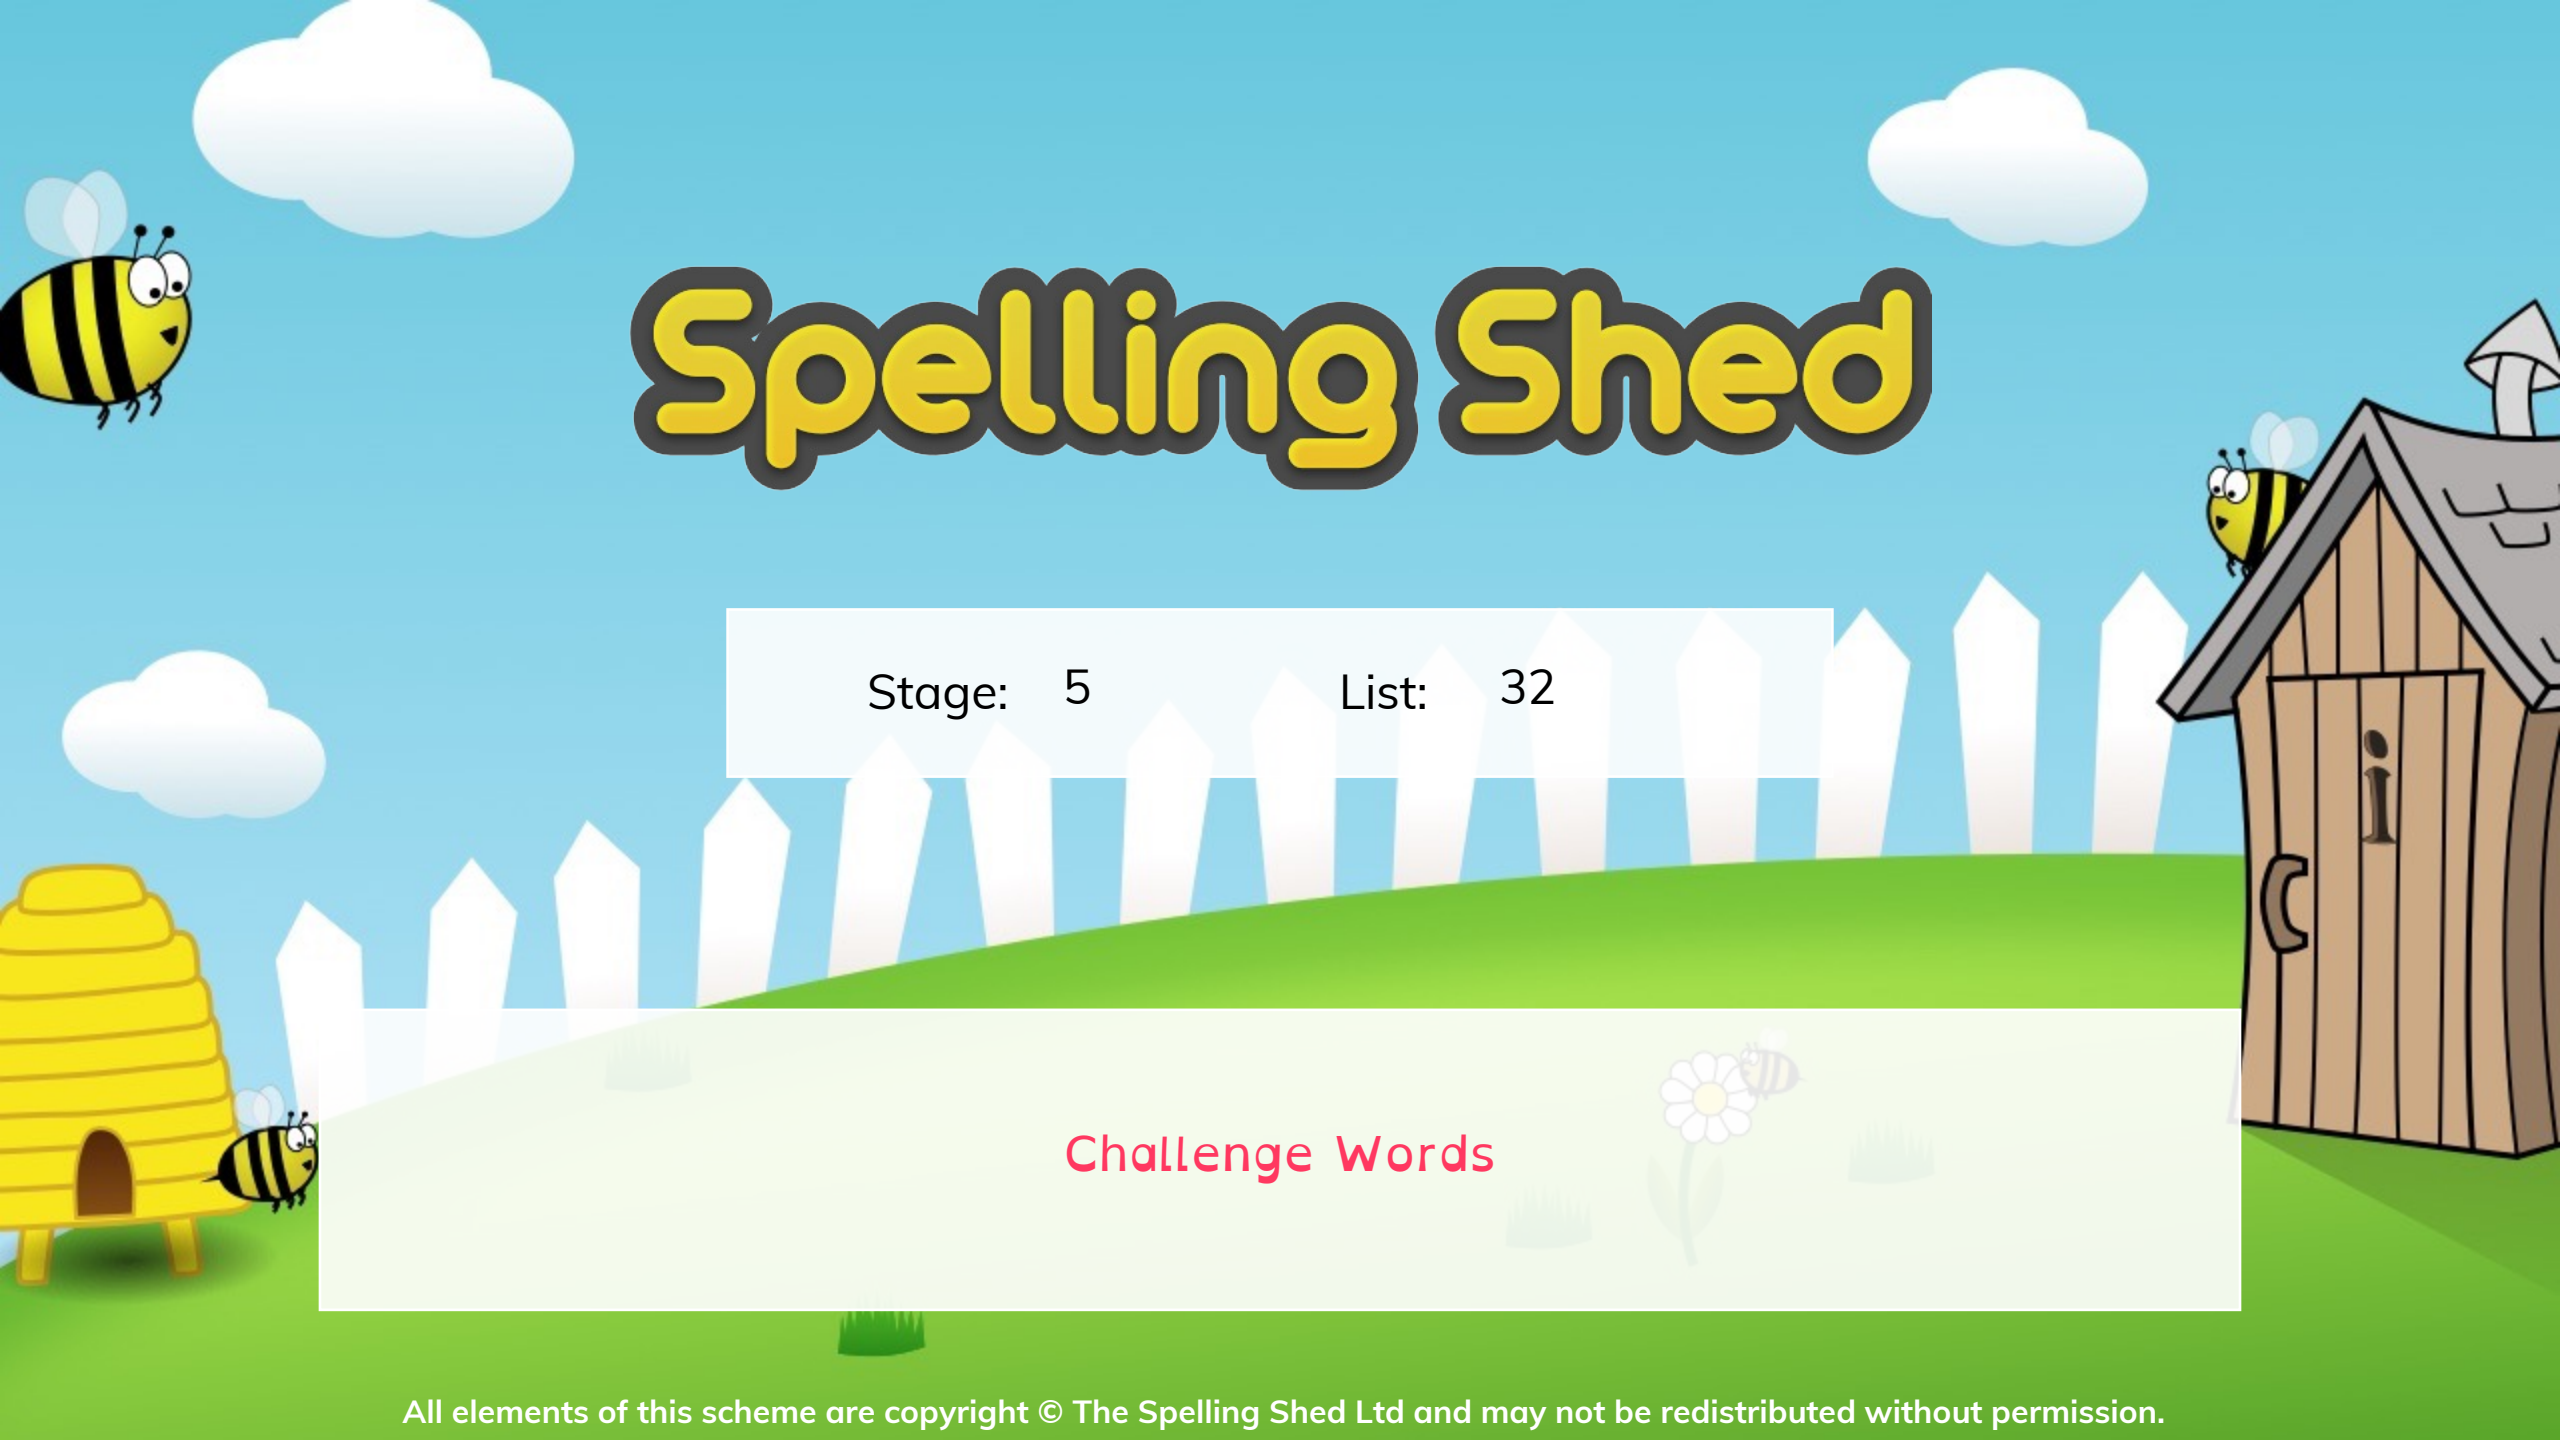 Spelling Shed
Stage: 5 List: 32
i
Challenge Words
All elements of this scheme are copyright © The Spelling Shed Ltd and may not be redistributed without permission.